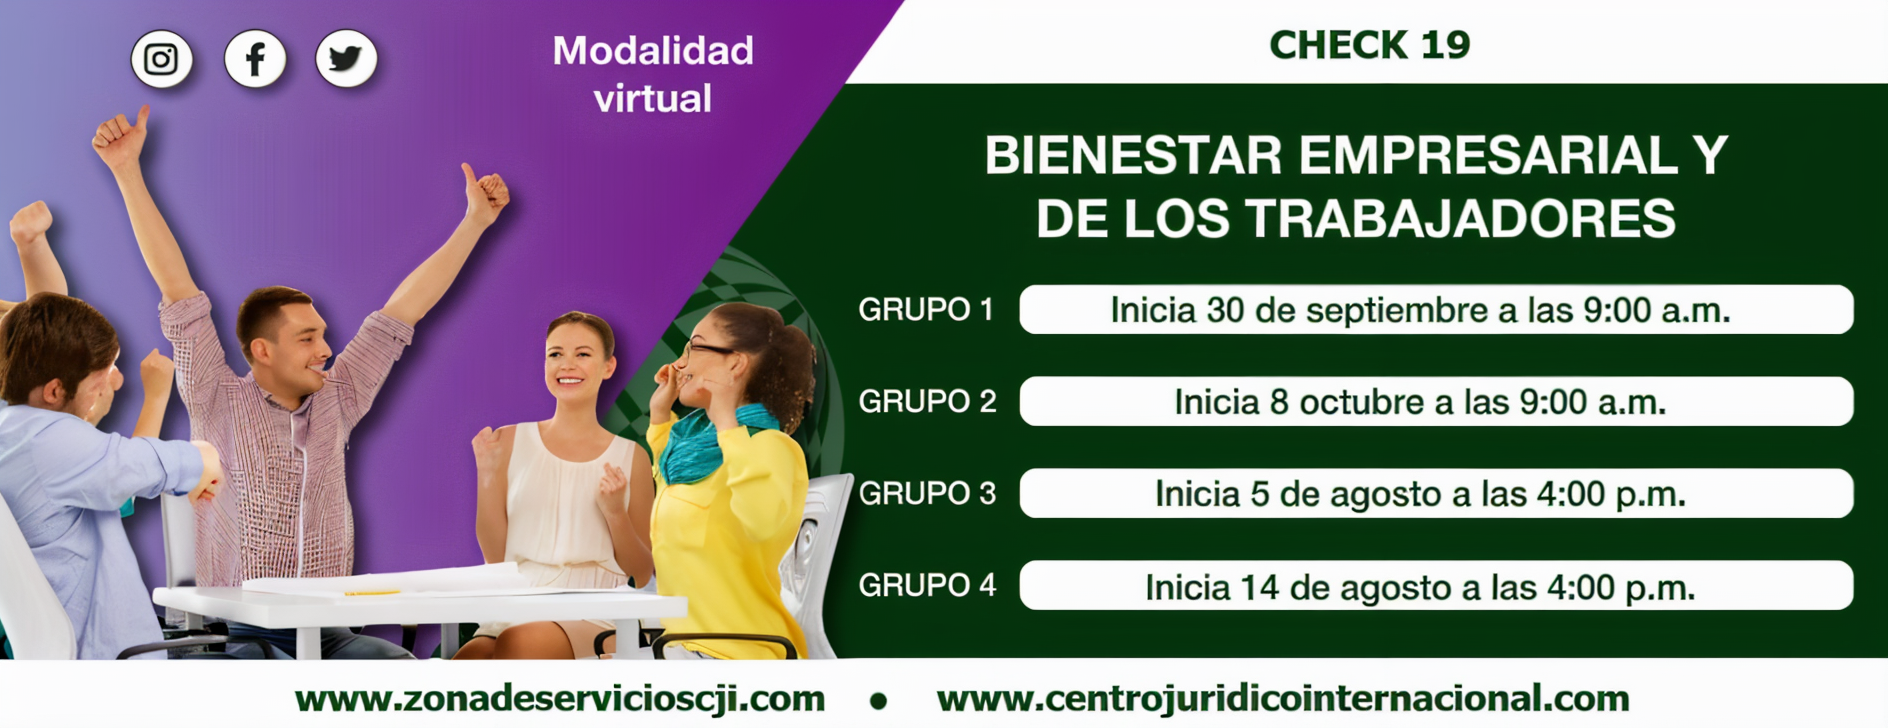 Modalidad
virtual
CHECK 19
BIENESTAR EMPRESARIAL Y
DE LOS TRABAJADORES
GRUPO 1 Inicia 30 de septiembre a las 9:00 a.m.
GRUPO 2 Inicia 8 octubre a las 9:00 a.m.
GRUPO 3 Inicia 5 de agosto a las 4:00 p.m.
GRUPO 4 Inicia 14 de agosto a las 4:00 p.m.
www.zonadeservicioscji.com • www.centrojuridicointernacional.com